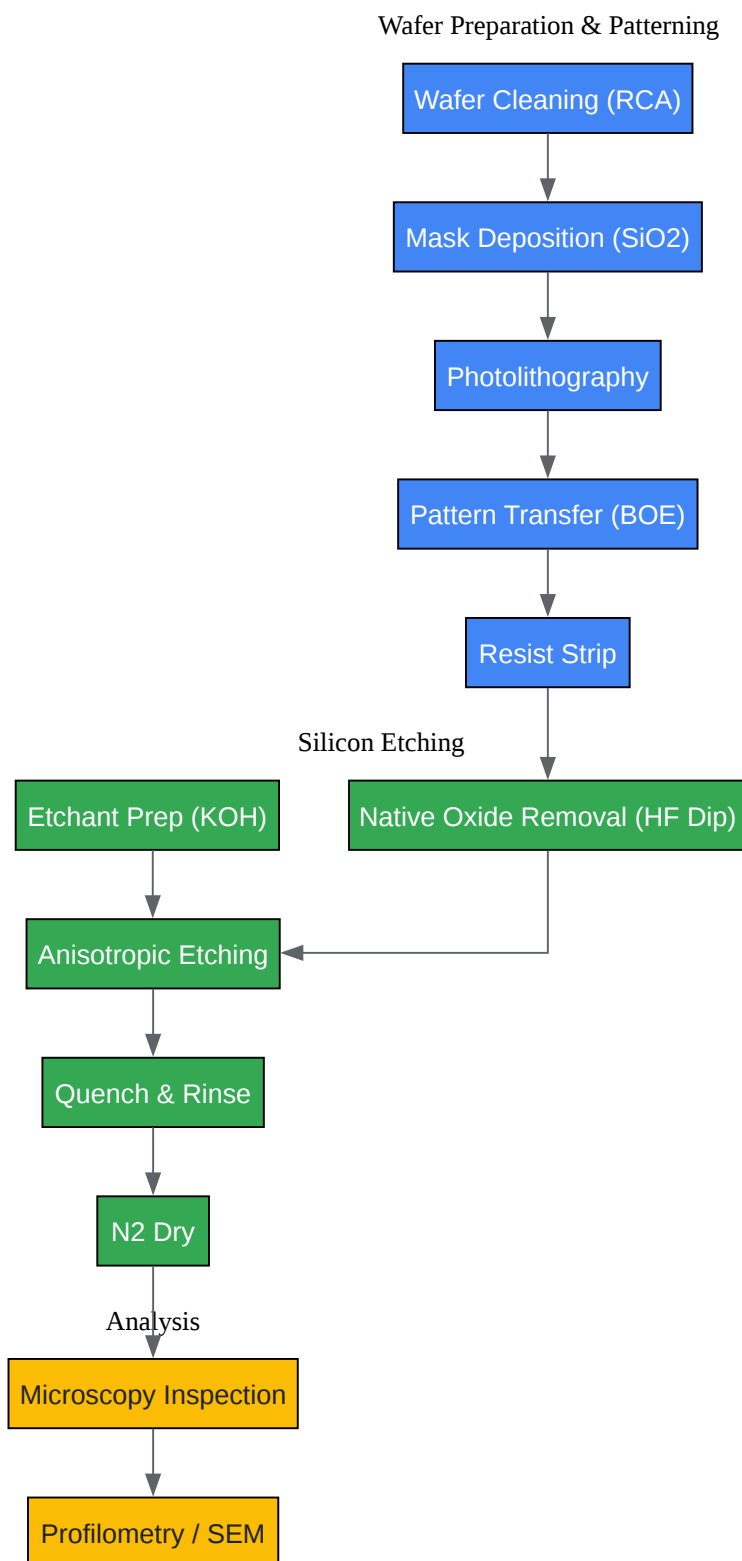 Wafer Preparation & Patterning
Wafer Cleaning (RCA)
Mask Deposition (SiO2)
Photolithography
Pattern Transfer (BOE)
Resist Strip
Silicon Etching
Etchant Prep (KOH)
Native Oxide Removal (HF Dip)
Anisotropic Etching
Quench & Rinse
N2 Dry
Analysis
Microscopy Inspection
Profilometry / SEM